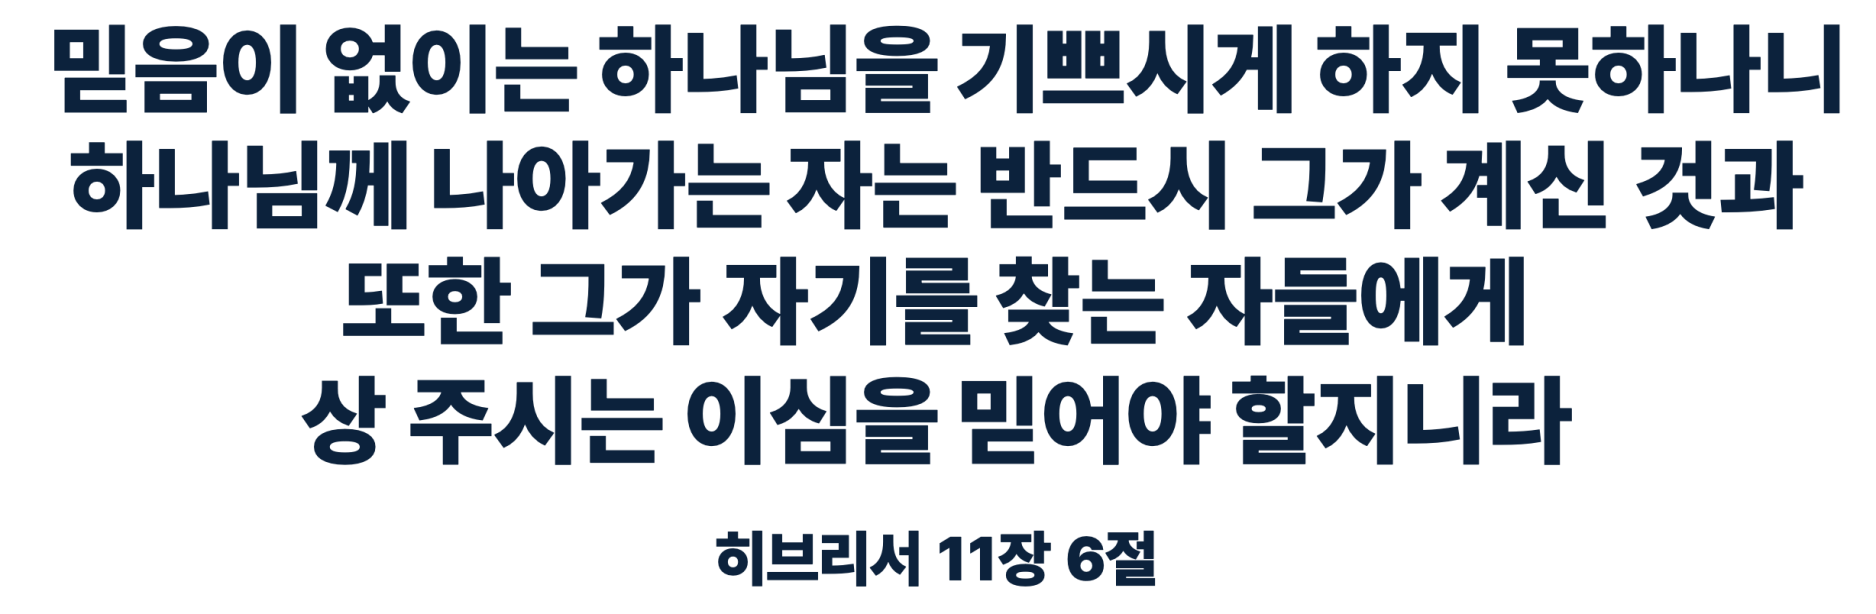 믿음이 없이는 하나님을 기쁘시게 하지 못하나니
하나님께 나아가는 자는 반드시 그가 계신 것과
또한 그가 자기를 찾는 자들에게
상 주시는 이심을 믿어야 할지니라
히브리서 11장 6절